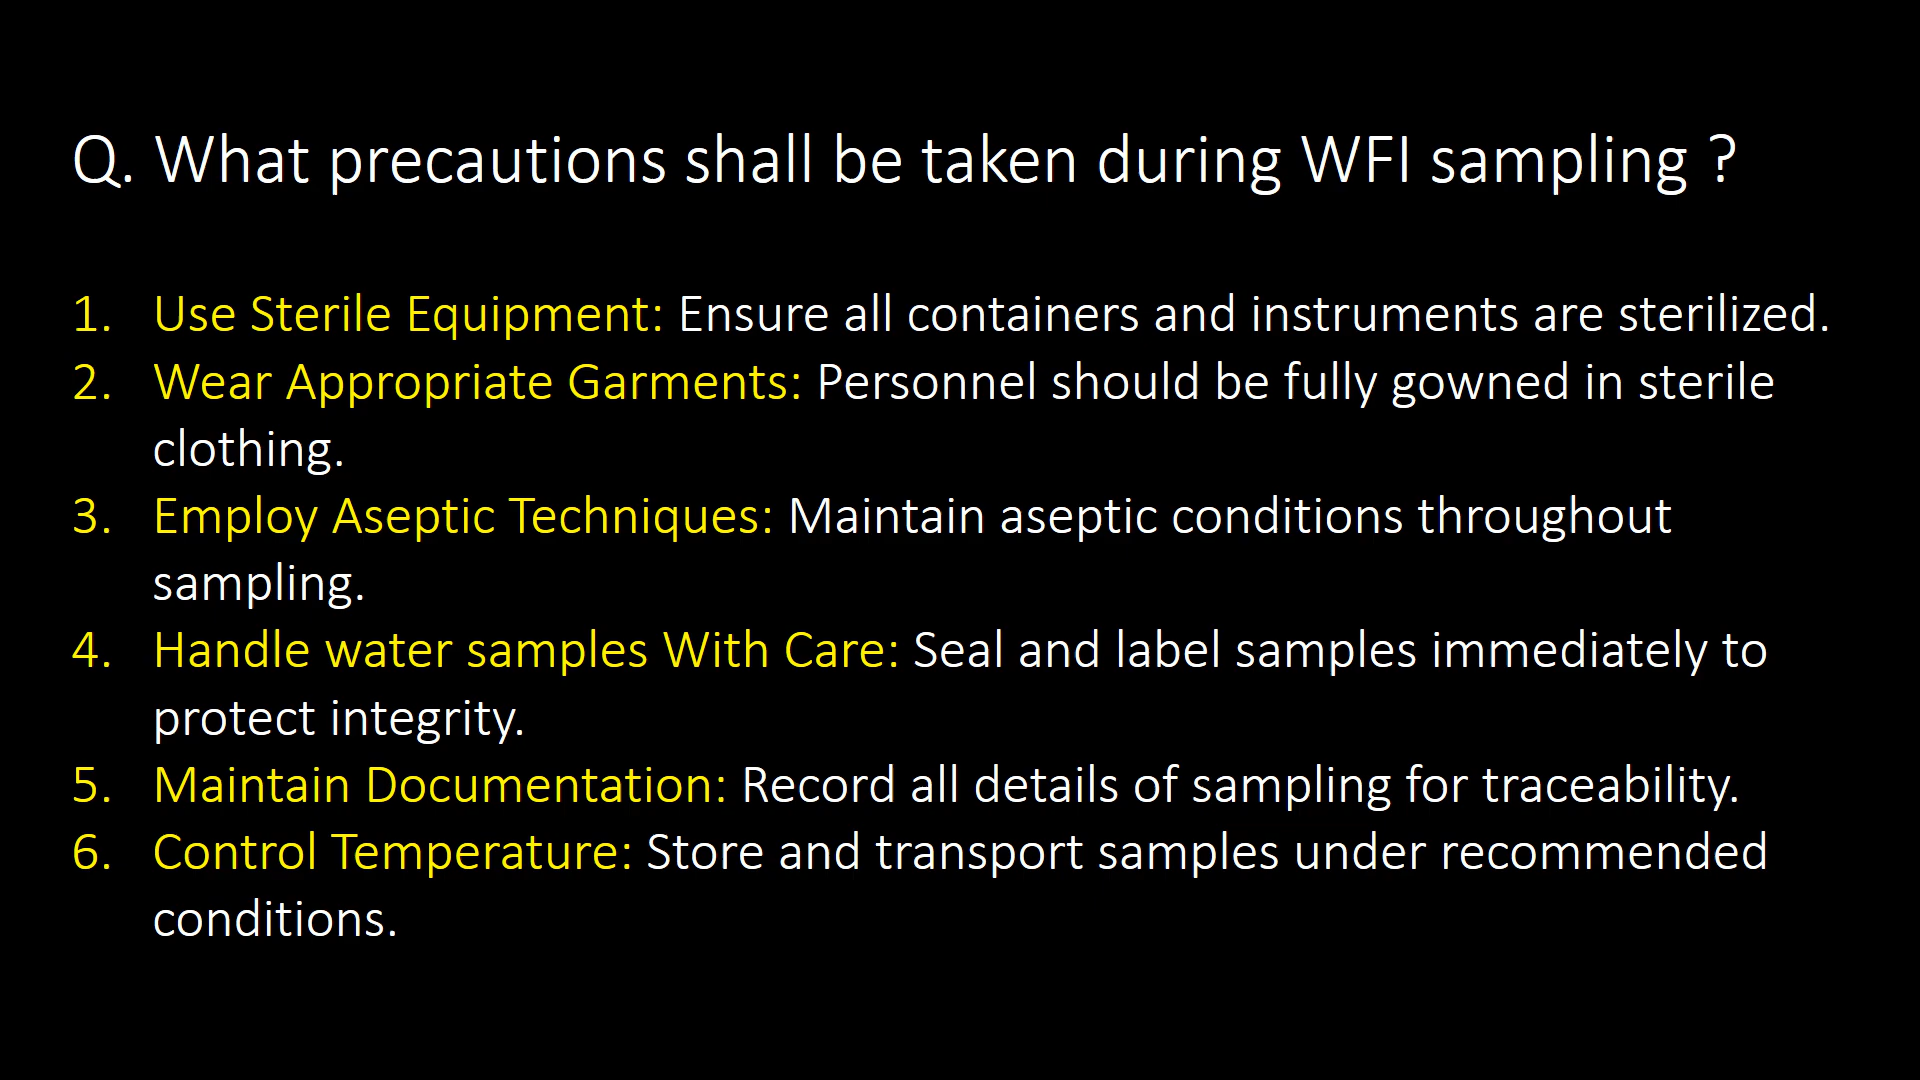 Q. What precautions shall be taken during WFI sampling ?
1. Use Sterile Equipment: Ensure all containers and instruments are sterilized.
2. Wear Appropriate Garments: Personnel should be fully gowned in sterile
clothing.
3. Employ Aseptic Techniques: Maintain aseptic conditions throughout
sampling.
4. Handle water samples With Care: Seal and label samples immediately to
protect integrity.
5. Maintain Documentation: Record all details of sampling for traceability.
6. Control Temperature: Store and transport samples under recommended
conditions.